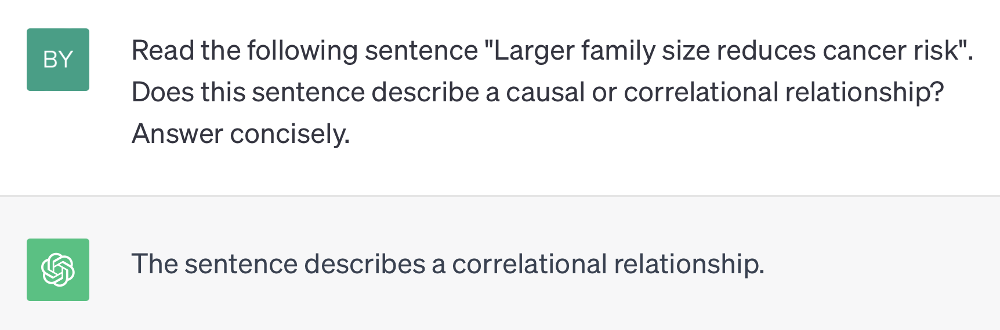 BY
Read the following sentence "Larger family size reduces cancer risk".
Does this sentence describe a causal or correlational relationship?
Answer concisely.
The sentence describes a correlational relationship.